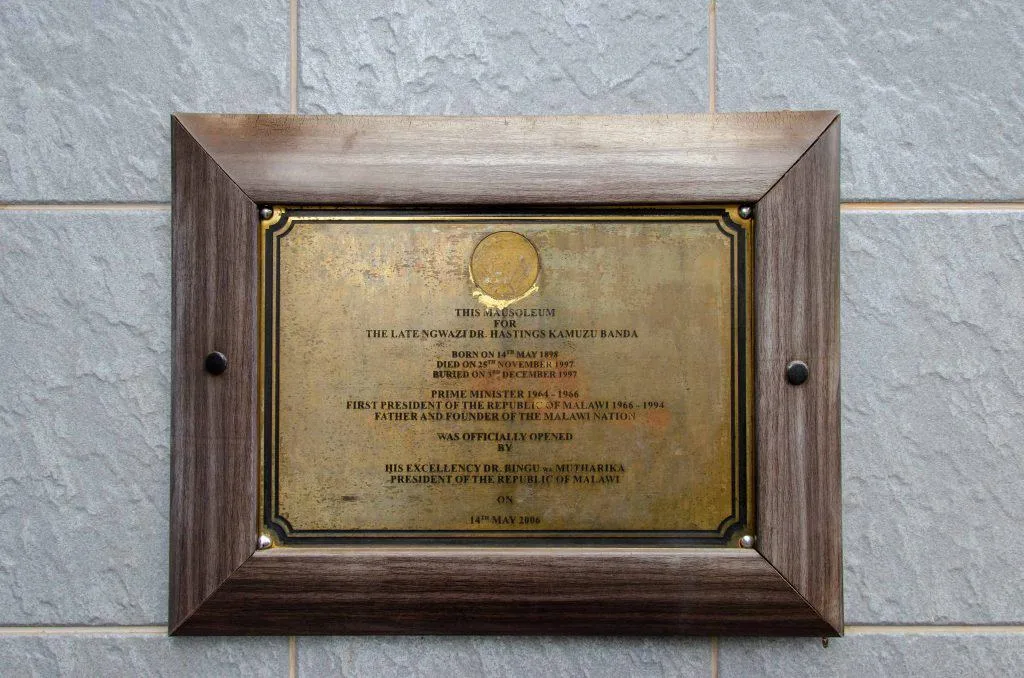 THIS MAUSOLEUM
FOR
THE LATE NGWAZI DR. HASTINGS KAMUZU BANDA
BORN ON 14TH MAY 1898
DIED ON 25TH NOVEMBER 1997
BURIED ON 3RD DECEMBER 1997
PRIME MINISTER 1964 - 1966
FIRST PRESIDENT OF THE REPUBLIC OF MALAWI 1966 - 1994
FATHER AND FOUNDER OF THE MALAWI NATION
WAS OFFICIALLY OPENED
BY
HIS EXCELLENCY DR. BINGU wa MUTHARIKA
PRESIDENT OF THE REPUBLIC OF MALAWI
ON
14TH MAY 2006